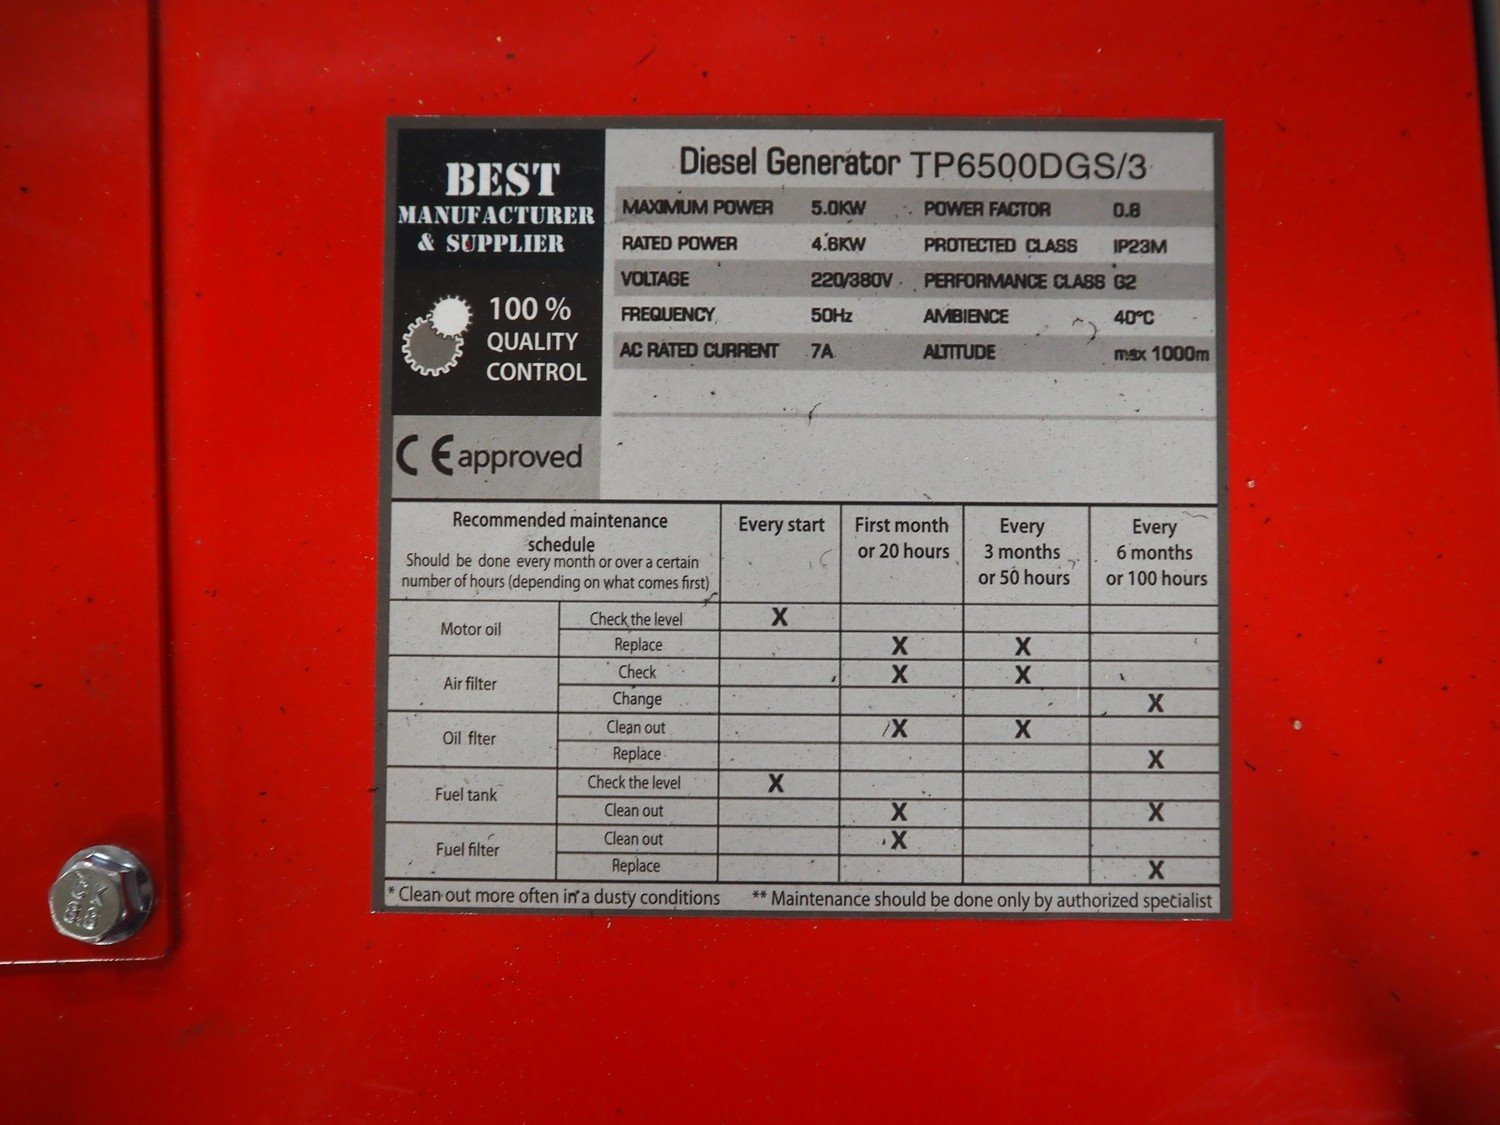 BEST
MANUFACTURER
& SUPPLIER
100 %
QUALITY
CONTROL
CE approved
Diesel Generator TP6500DGS/3
MAXIMUM POWER 5.0KW POWER FACTOR 0.8
RATED POWER 4.6KW PROTECTED CLASS IP23M
VOLTAGE 220/380V PERFORMANCE CLASS G2
FREQUENCY 50Hz AMBIENCE 40°C
AC RATED CURRENT 7A ALTITUDE max 1000m
Recommended maintenance
schedule
Should be done every month or over a certain
number of hours (depending on what comes first)
Every start
First month
or 20 hours
Every
3 months
or 50 hours
Every
6 months
or 100 hours
Motor oil
Check the level X
Replace X X
Air filter
Check X X
Change X
Oil flter
Clean out X X
Replace X
Fuel tank
Check the level X
Clean out X X
Fuel filter
Clean out X
Replace X
* Clean out more often in a dusty conditions ** Maintenance should be done only by authorized specialist
8.8